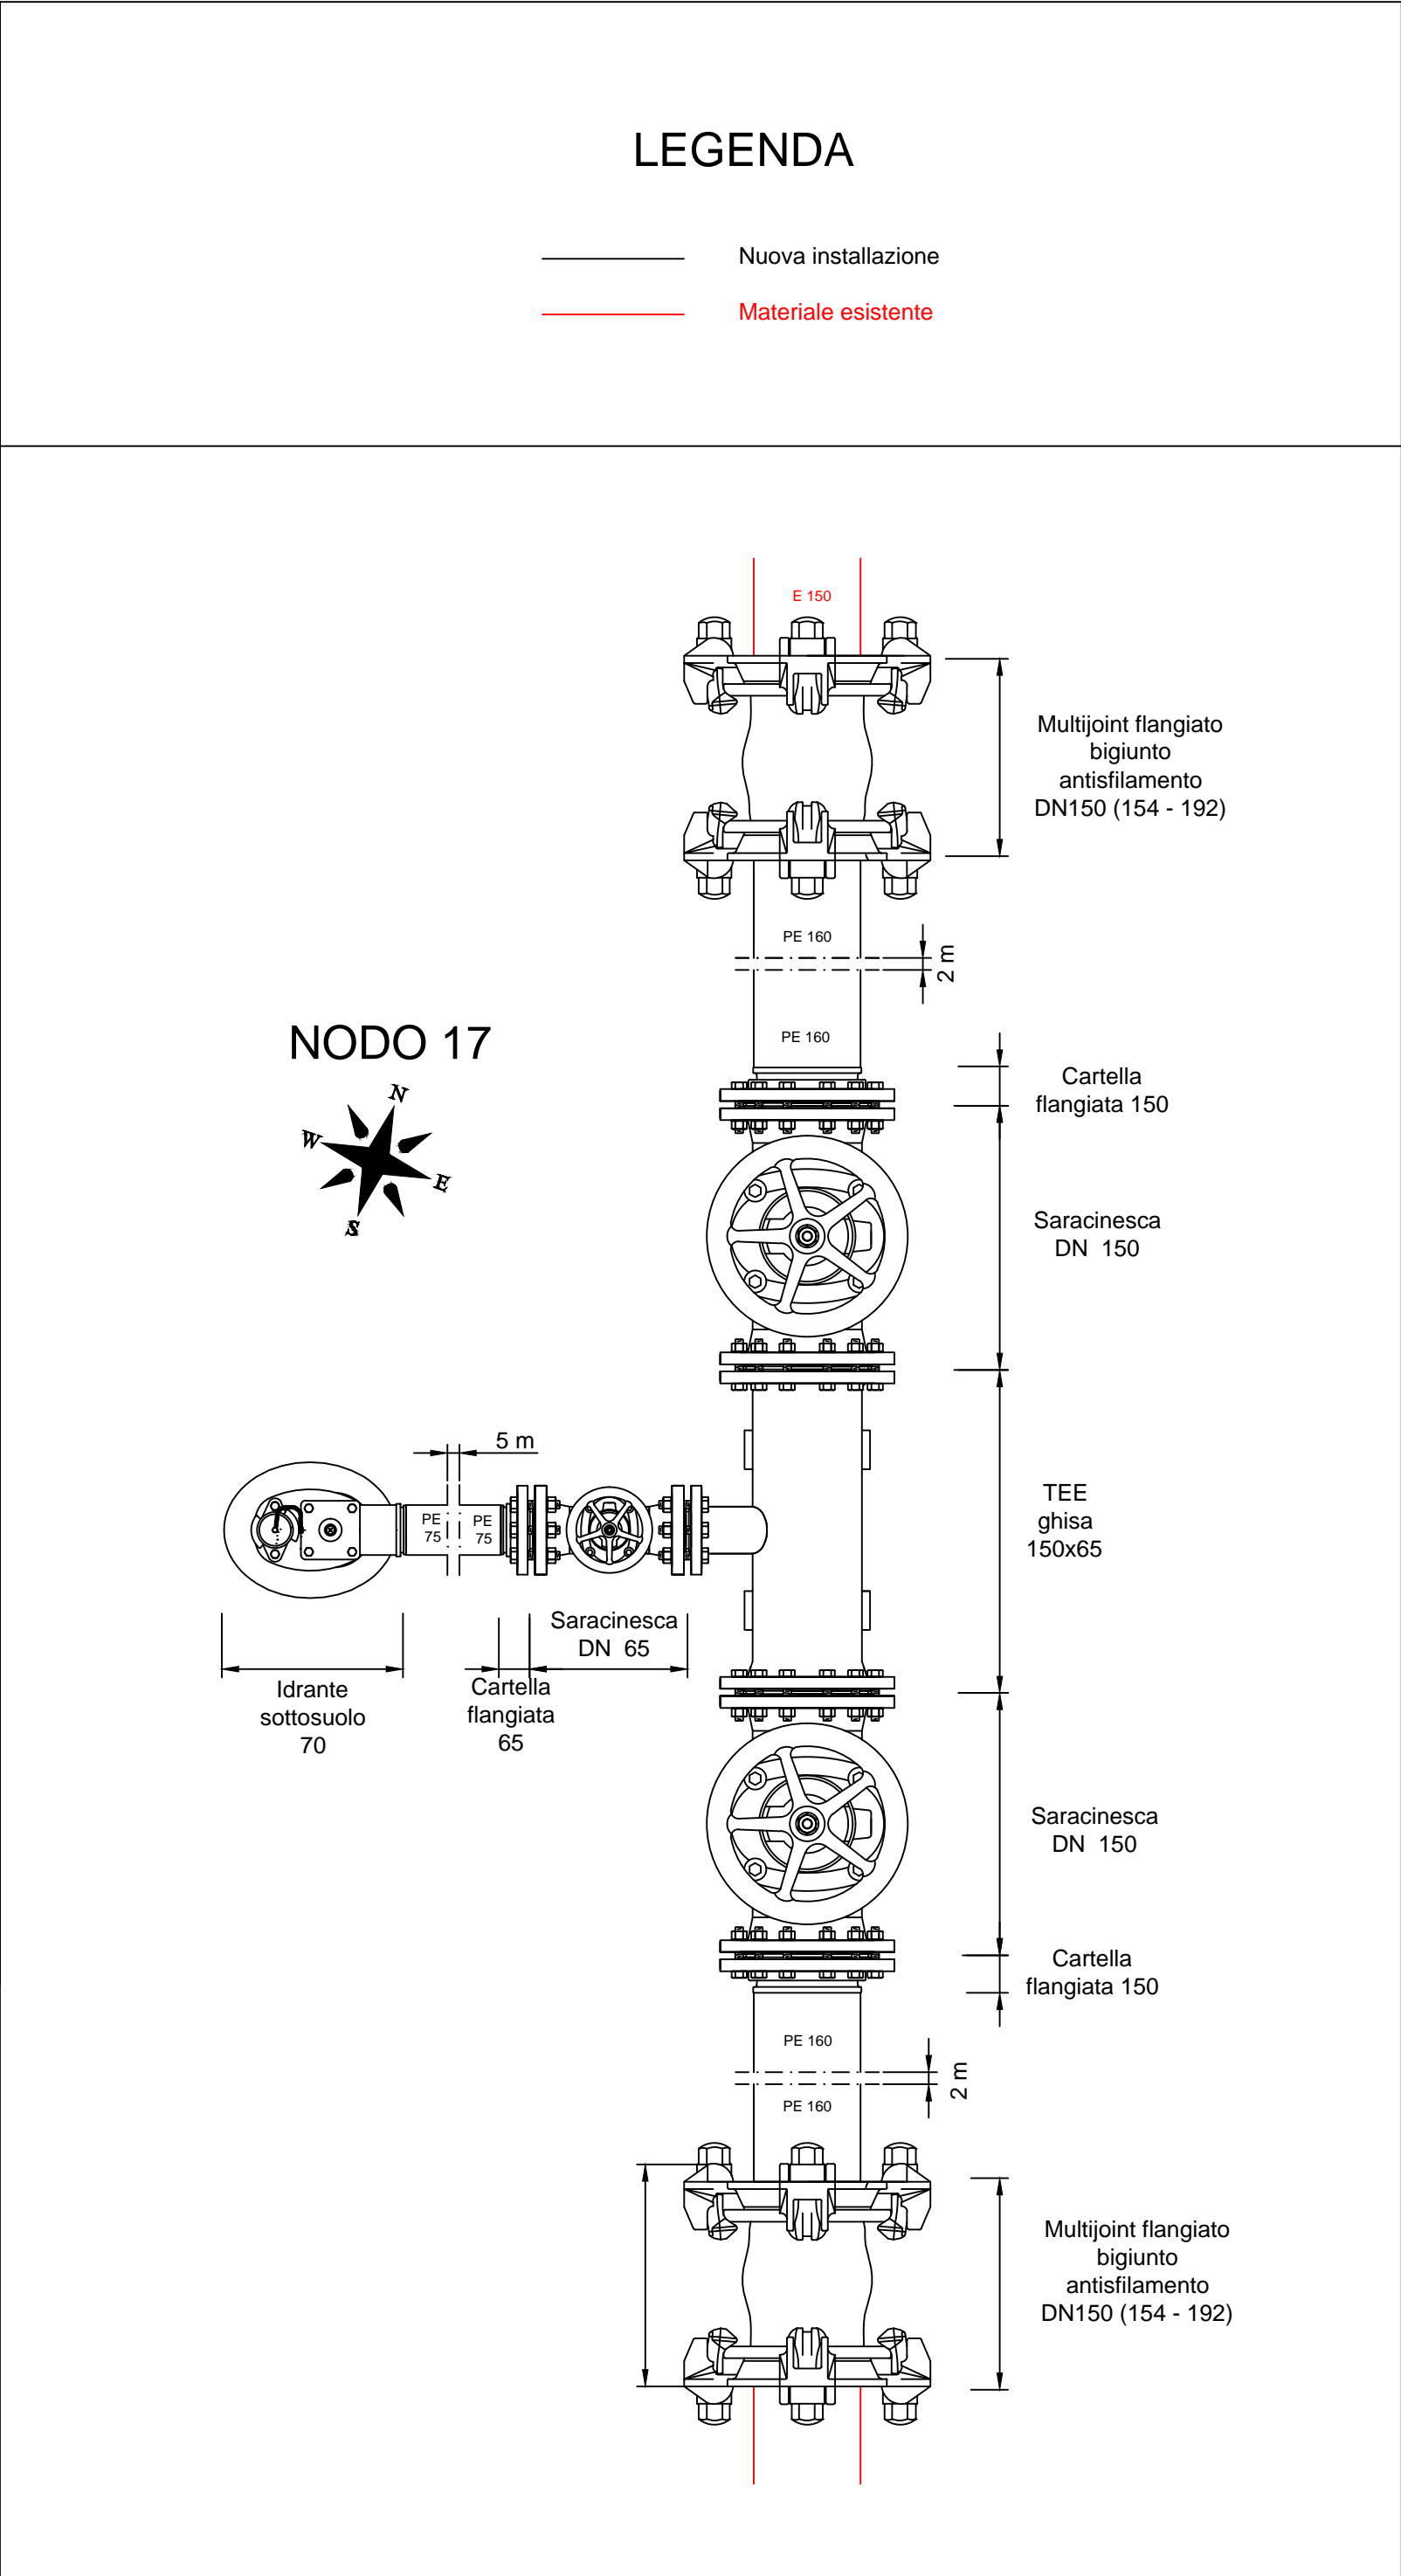 LEGENDA
Nuova installazione
Materiale esistente
E 150
Multijoint flangiato
bigiunto
antisfilamento
DN150 (154 - 192)
PE 160
2 m
PE 160
NODO 17
N
W
E
S
Cartella
flangiata 150
Saracinesca
DN 150
5 m
PE
75
PE
75
TEE
ghisa
150x65
Saracinesca
DN 65
Idrante
sottosuolo
70
Cartella
flangiata
65
Saracinesca
DN 150
Cartella
flangiata 150
PE 160
2 m
PE 160
Multijoint flangiato
bigiunto
antisfilamento
DN150 (154 - 192)